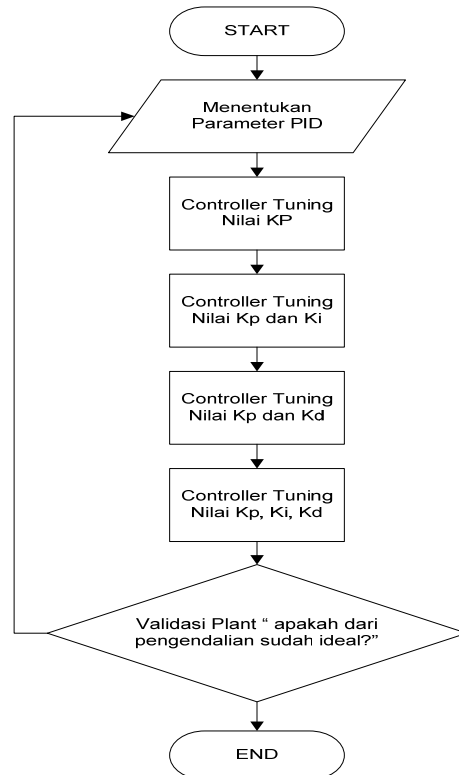 START
Menentukan
Parameter PID
Controller Tuning
Nilai KP
Controller Tuning
Nilai Kp dan Ki
Controller Tuning
Nilai Kp dan Kd
Controller Tuning
Nilai Kp, Ki, Kd
Validasi Plant “ apakah dari
pengendalian sudah ideal?”
END